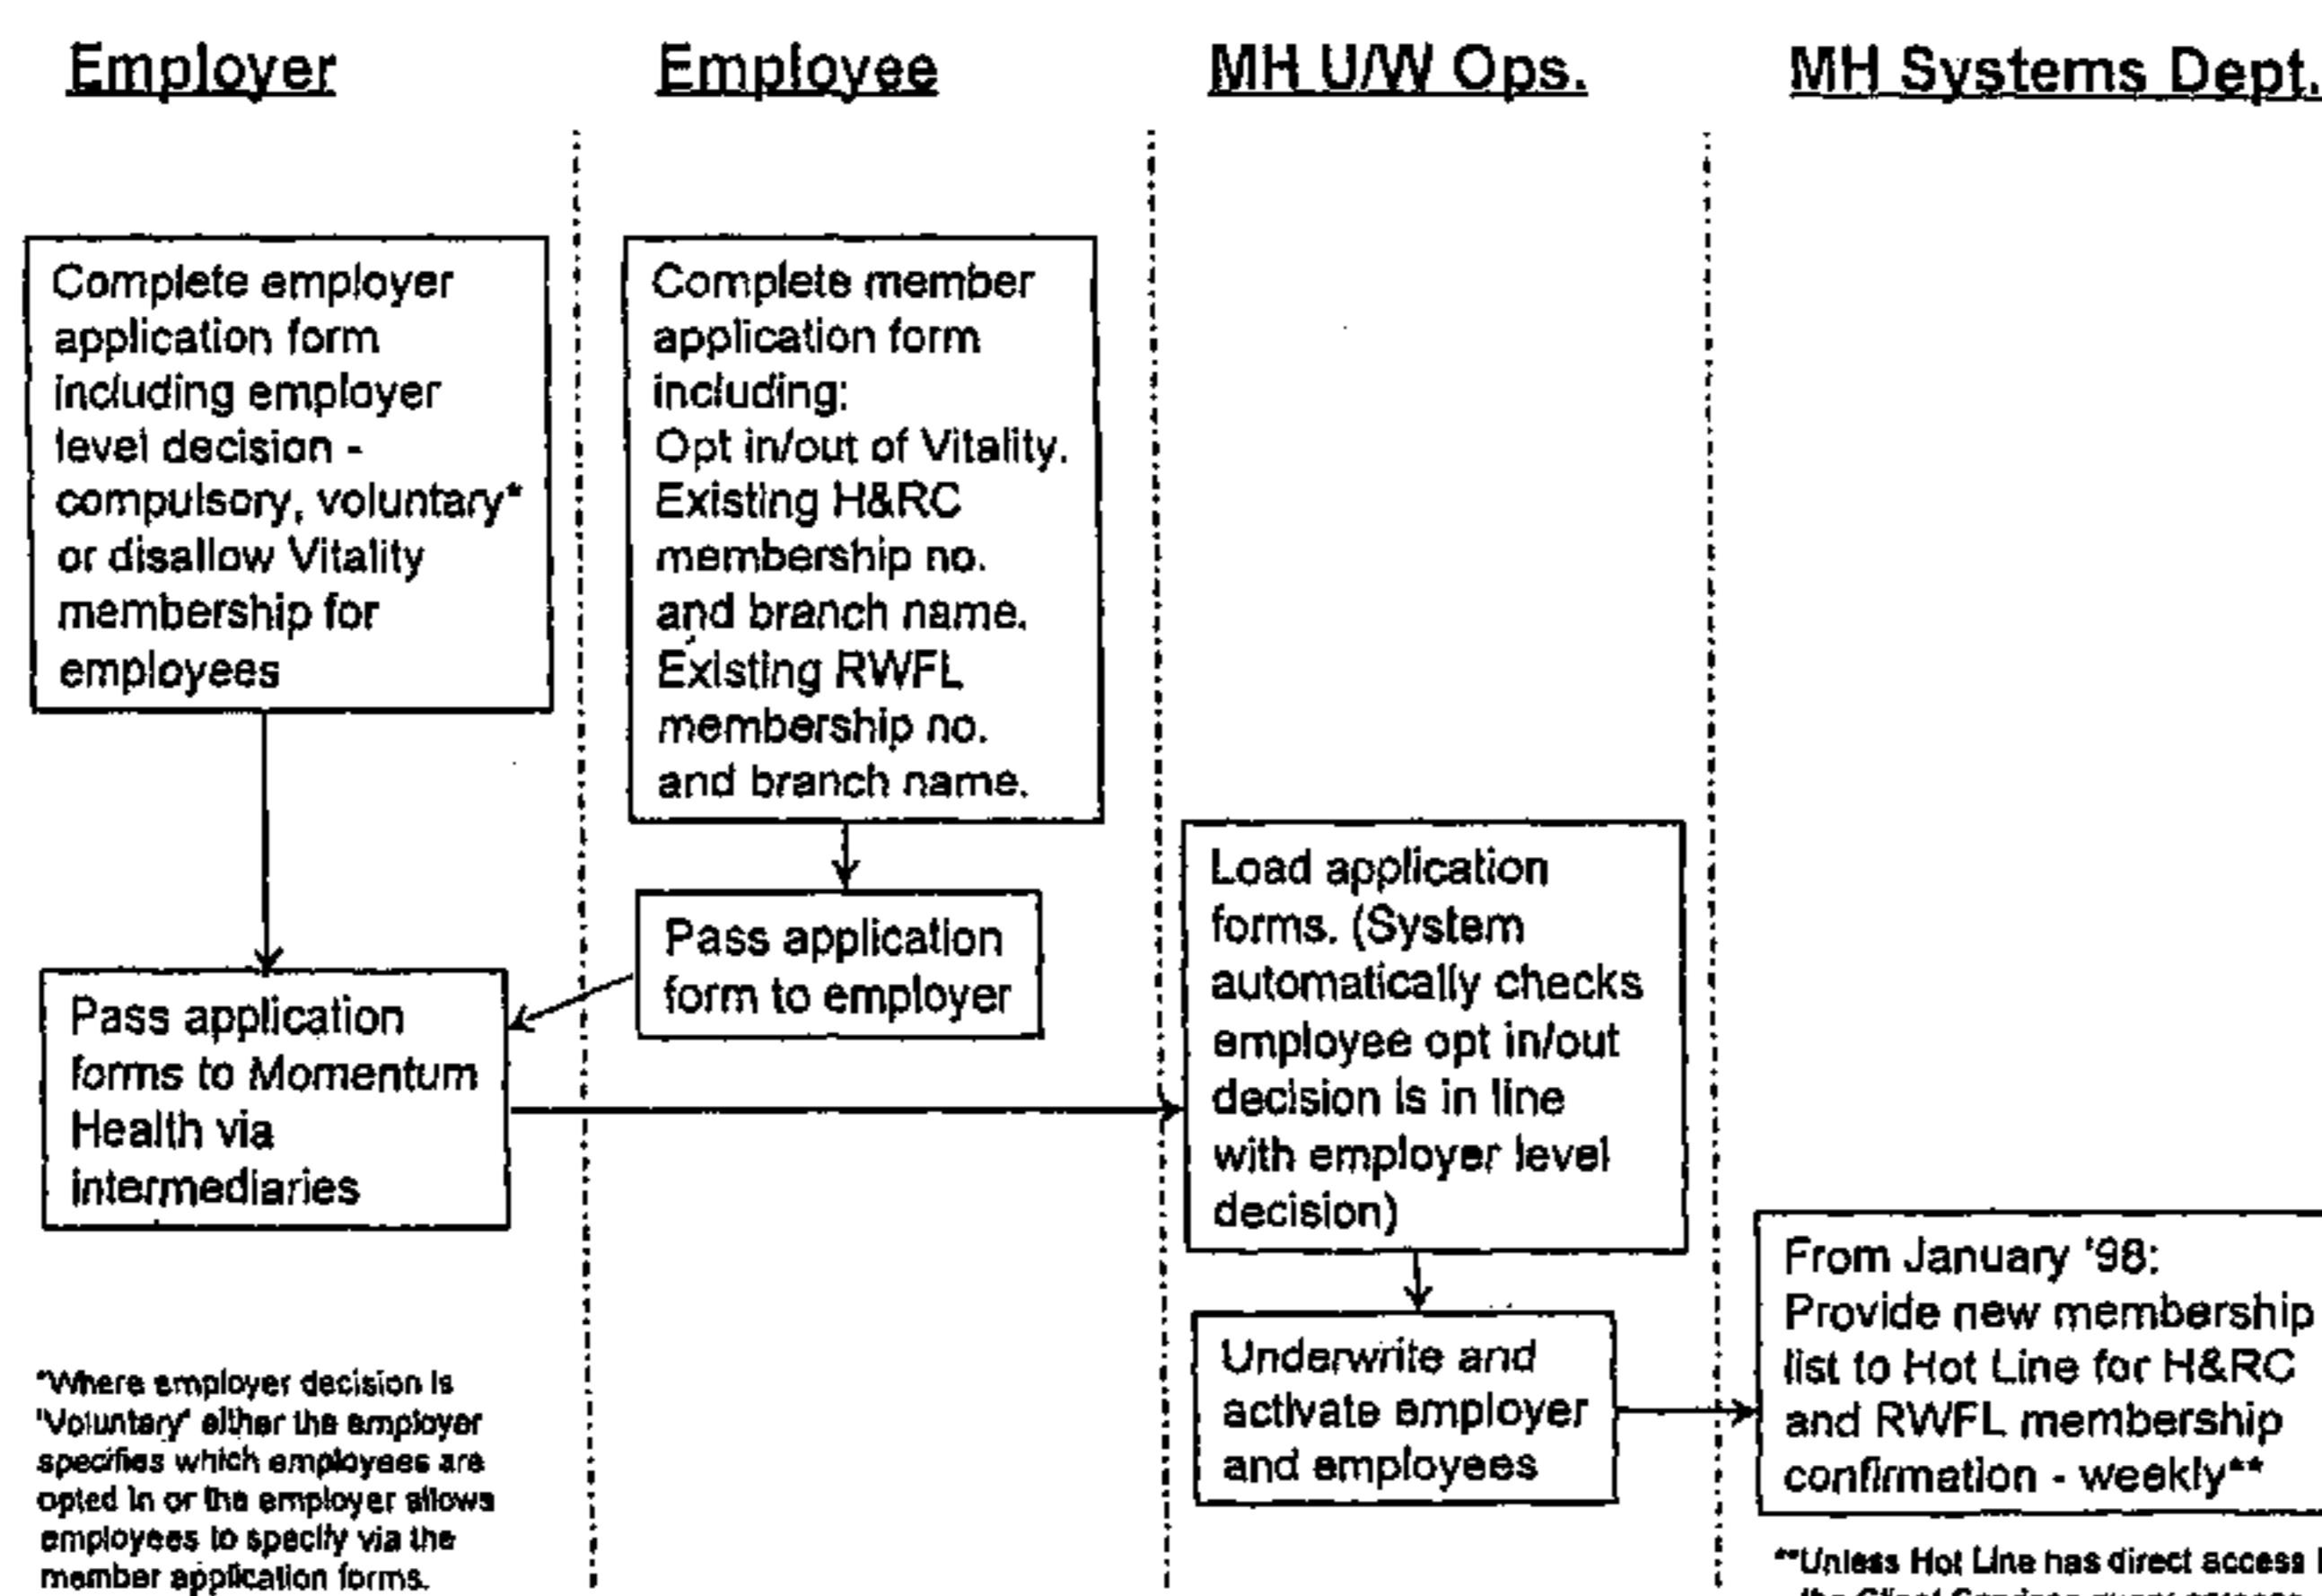 Employer
Employee
MH U/W Ops.
MH Systems Dept.
Complete employer
application form
including employer
level decision -
compulsory, voluntary*
or disallow Vitality
membership for
employees
Complete member
application form
including:
Opt in/out of Vitality.
Existing H&RC
membership no.
and branch name.
Existing RWFL
membership no.
and branch name.
Pass application
form to employer
Pass application
forms to Momentum
Health via
intermediaries
Load application
forms. (System
automatically checks
employee opt in/out
decision is in line
with employer level
decision)
Underwrite and
activate employer
and employees
From January '98:
Provide new membership
list to Hot Line for H&RC
and RWFL membership
confirmation - weekly**
*Where employer decision is
'Voluntary' either the employer
specifies which employees are
opted in or the employer allows
employees to specify via the
member application forms.
**Unless Hot Line has direct access
the Client Services query